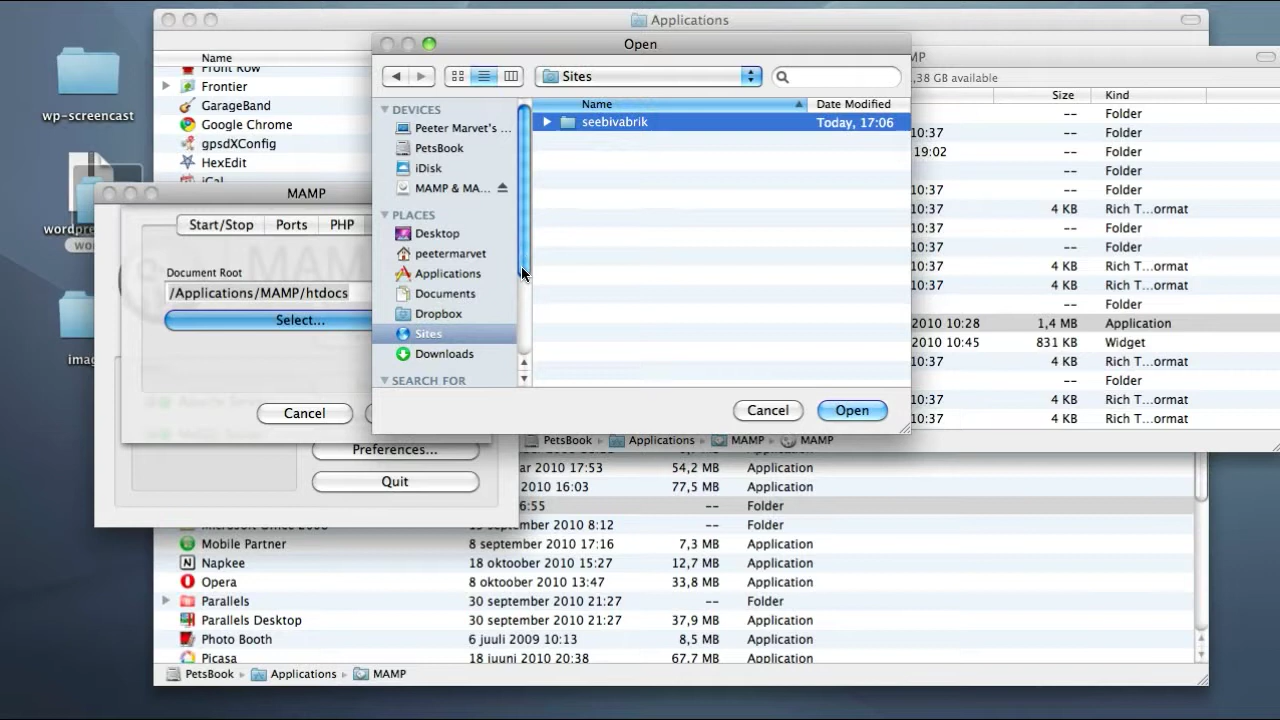 Applications
Name
Front Row
Frontier
GarageBand
Google Chrome
gpsdXConfig
HexEdit
iCal
wp-screencast
Open
Sites
DEVICES
Peeter Marvet's ...
PetsBook
iDisk
MAMP & MA...
PLACES
Desktop
peetermarvet
Applications
Documents
Dropbox
Sites
Downloads
SEARCH FOR
Name
Date Modified
seebivabrik
Today, 17:06
Cancel
Open
MAMP
Start/Stop
Ports
PHP
Document Root
/Applications/MAMP/htdocs
Select...
Cancel
Preferences...
Quit
MP
,38 GB available
Size
Kind
Folder
10:37 -- Folder
19:02 -- Folder
-- Folder
10:37 -- Folder
10:37 4 KB Rich T...ormat
10:37 -- Folder
10:37 -- Folder
10:37 4 KB Rich T...ormat
10:37 4 KB Rich T...ormat
-- Folder
2010 10:28 1,4 MB Application
2010 10:45 831 KB Widget
10:37 4 KB Rich T...ormat
-- Folder
10:37 4 KB Rich T...ormat
10:37 4 KB Rich T...ormat
PetsBook Applications MAMP MAMP
ar 2010 17:53 54,2 MB Application
2010 16:03 77,5 MB Application
6:55 -- Folder
Microsoft Office 2008 15 september 2010 8:12 -- Folder
Mobile Partner 8 september 2010 17:16 7,3 MB Application
Napkee 18 oktoober 2010 15:27 12,7 MB Application
Opera 8 oktoober 2010 13:47 33,8 MB Application
Parallels 30 september 2010 21:27 -- Folder
Parallels Desktop 30 september 2010 21:27 37,9 MB Application
Photo Booth 6 juuli 2009 10:13 8,5 MB Application
Picasa 18 juuni 2010 20:38 67,7 MB Application
PetsBook Applications MAMP